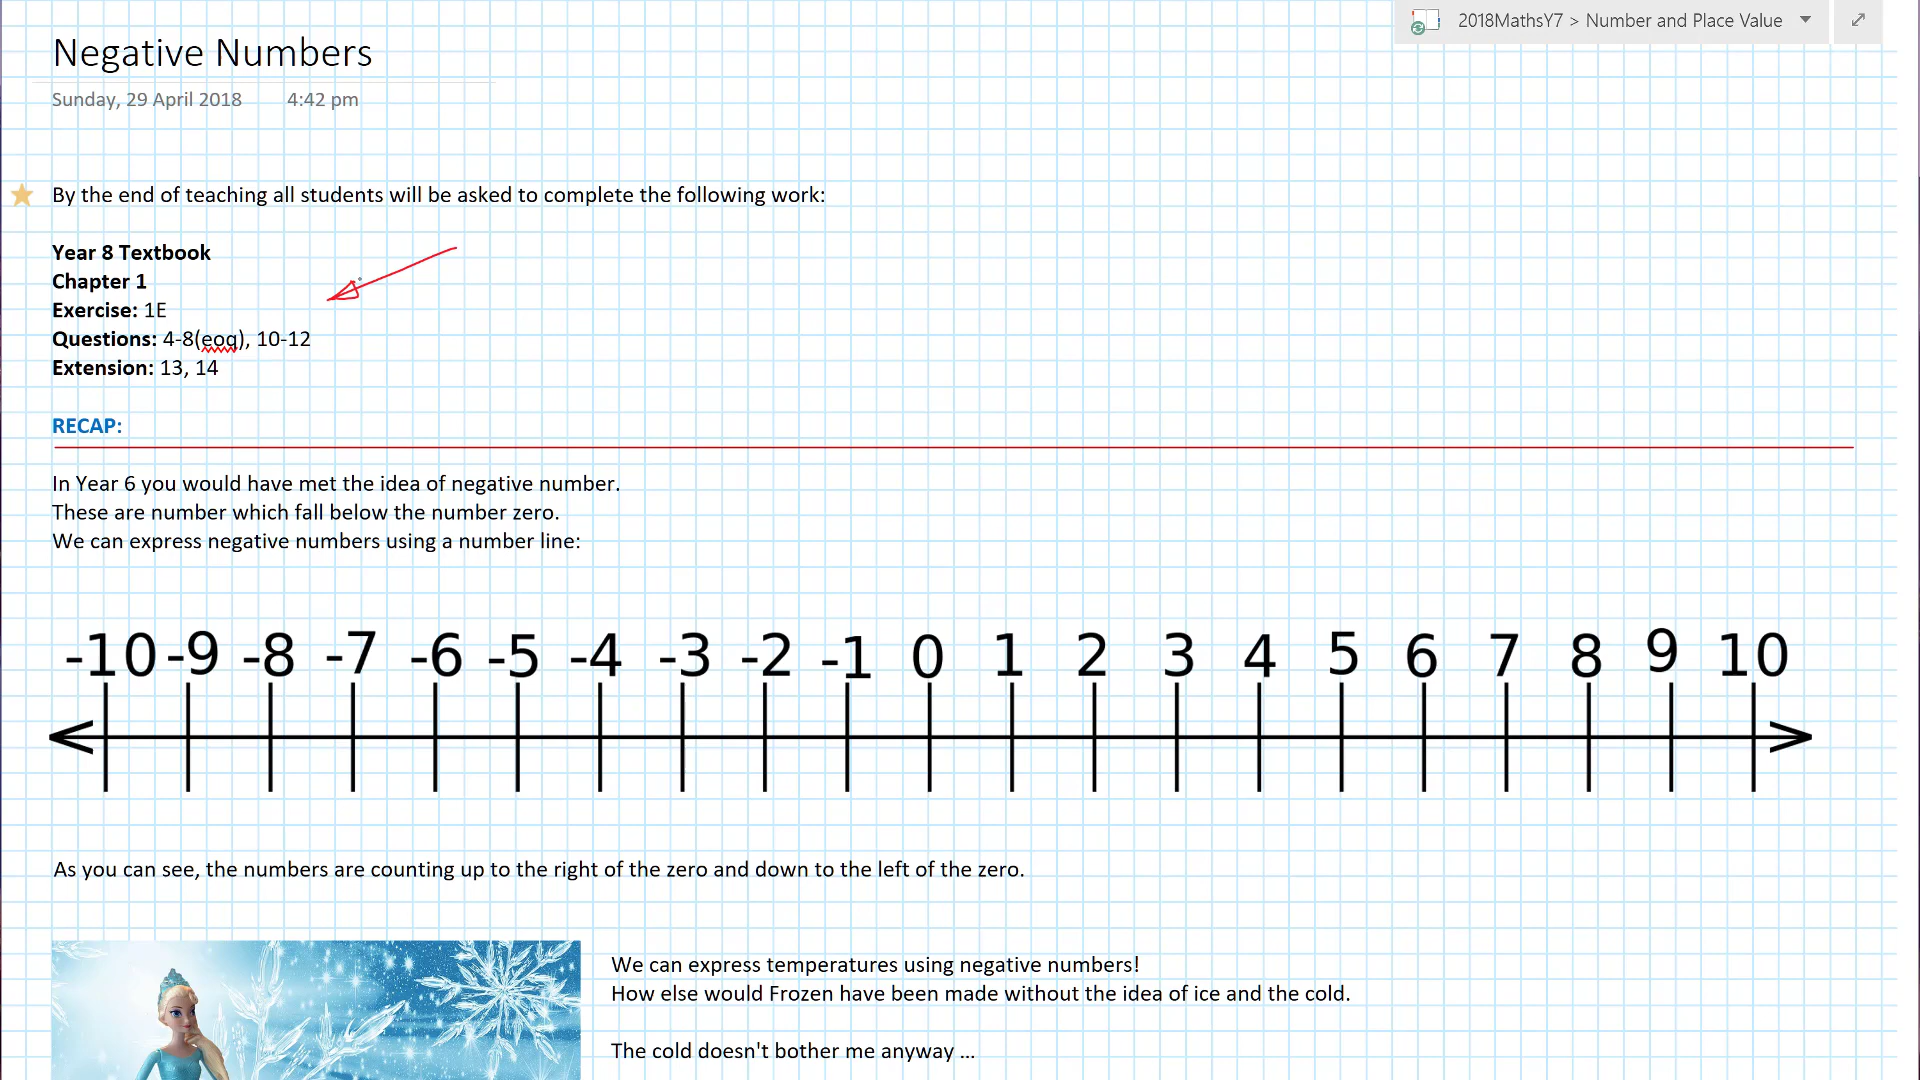 2018MathsY7 > Number and Place Value
Negative Numbers
Sunday, 29 April 2018 4:42 pm
By the end of teaching all students will be asked to complete the following work:
Year 8 Textbook
Chapter 1
Exercise: 1E
Questions: 4-8(eoq), 10-12
Extension: 13, 14
RECAP:
In Year 6 you would have met the idea of negative number.
These are number which fall below the number zero.
We can express negative numbers using a number line:
-10 -9 -8 -7 -6 -5 -4 -3 -2 -1 0 1 2 3 4 5 6 7 8 9 10
As you can see, the numbers are counting up to the right of the zero and down to the left of the zero.
We can express temperatures using negative numbers!
How else would Frozen have been made without the idea of ice and the cold.
The cold doesn't bother me anyway ...